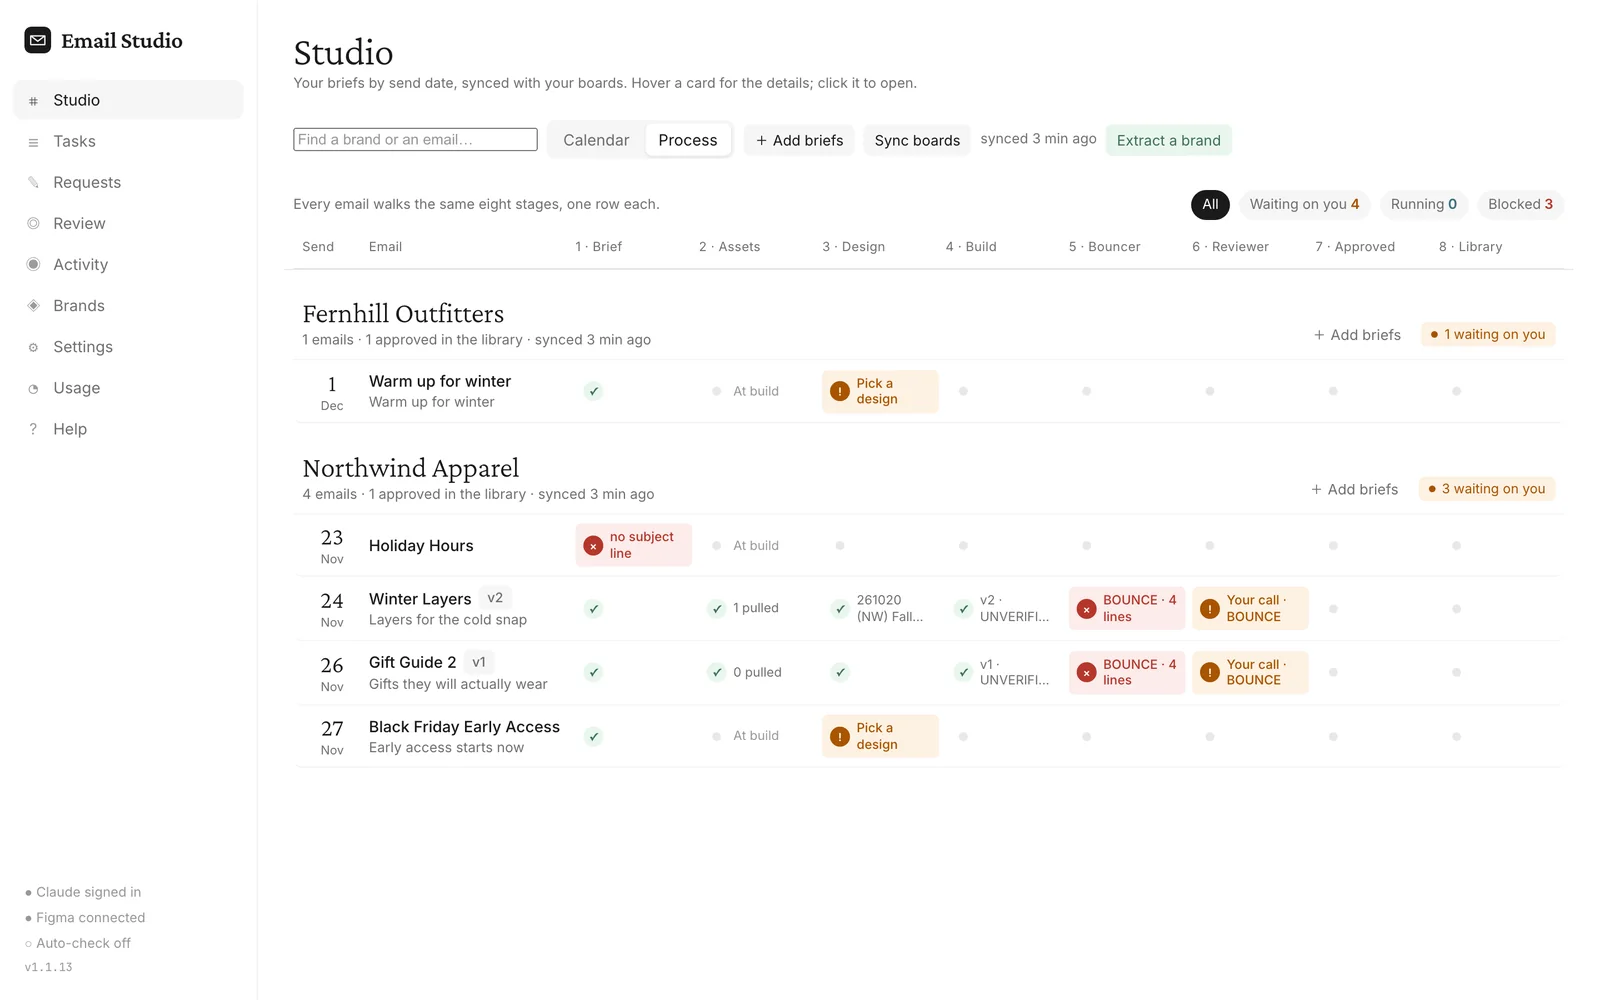 Email Studio
Studio
Tasks
Requests
Review
Activity
Brands
Settings
Usage
? Help
Claude signed in
Figma connected
Auto-check off
v1.1.13
Studio
Your briefs by send date, synced with your boards. Hover a card for the details; click it to open.
Find a brand or an email...
Calendar
Process
+ Add briefs
Sync boards
synced 3 min ago
Extract a brand
Every email walks the same eight stages, one row each.
All
Waiting on you 4
Running 0
Blocked 3
Send
Email
1 · Brief
2 · Assets
3 · Design
4 · Build
5 · Bouncer
6 · Reviewer
7 · Approved
8 · Library
Fernhill Outfitters
1 emails · 1 approved in the library · synced 3 min ago
+ Add briefs
1 waiting on you
1
Dec
Warm up for winter
Warm up for winter
✓
At build
!
Pick a
design
Northwind Apparel
4 emails · 1 approved in the library · synced 3 min ago
+ Add briefs
3 waiting on you
23
Nov
Holiday Hours
×
no subject
line
At build
24
Nov
Winter Layers
v2
Layers for the cold snap
✓
✓
1 pulled
✓
261020
(NW) Fall...
✓
v2 ·
UNVERIFI...
×
BOUNCE · 4
lines
!
Your call ·
BOUNCE
26
Nov
Gift Guide 2
v1
Gifts they will actually wear
✓
✓
0 pulled
✓
✓
v1 ·
UNVERIFI...
×
BOUNCE · 4
lines
!
Your call ·
BOUNCE
27
Nov
Black Friday Early Access
Early access starts now
✓
At build
!
Pick a
design